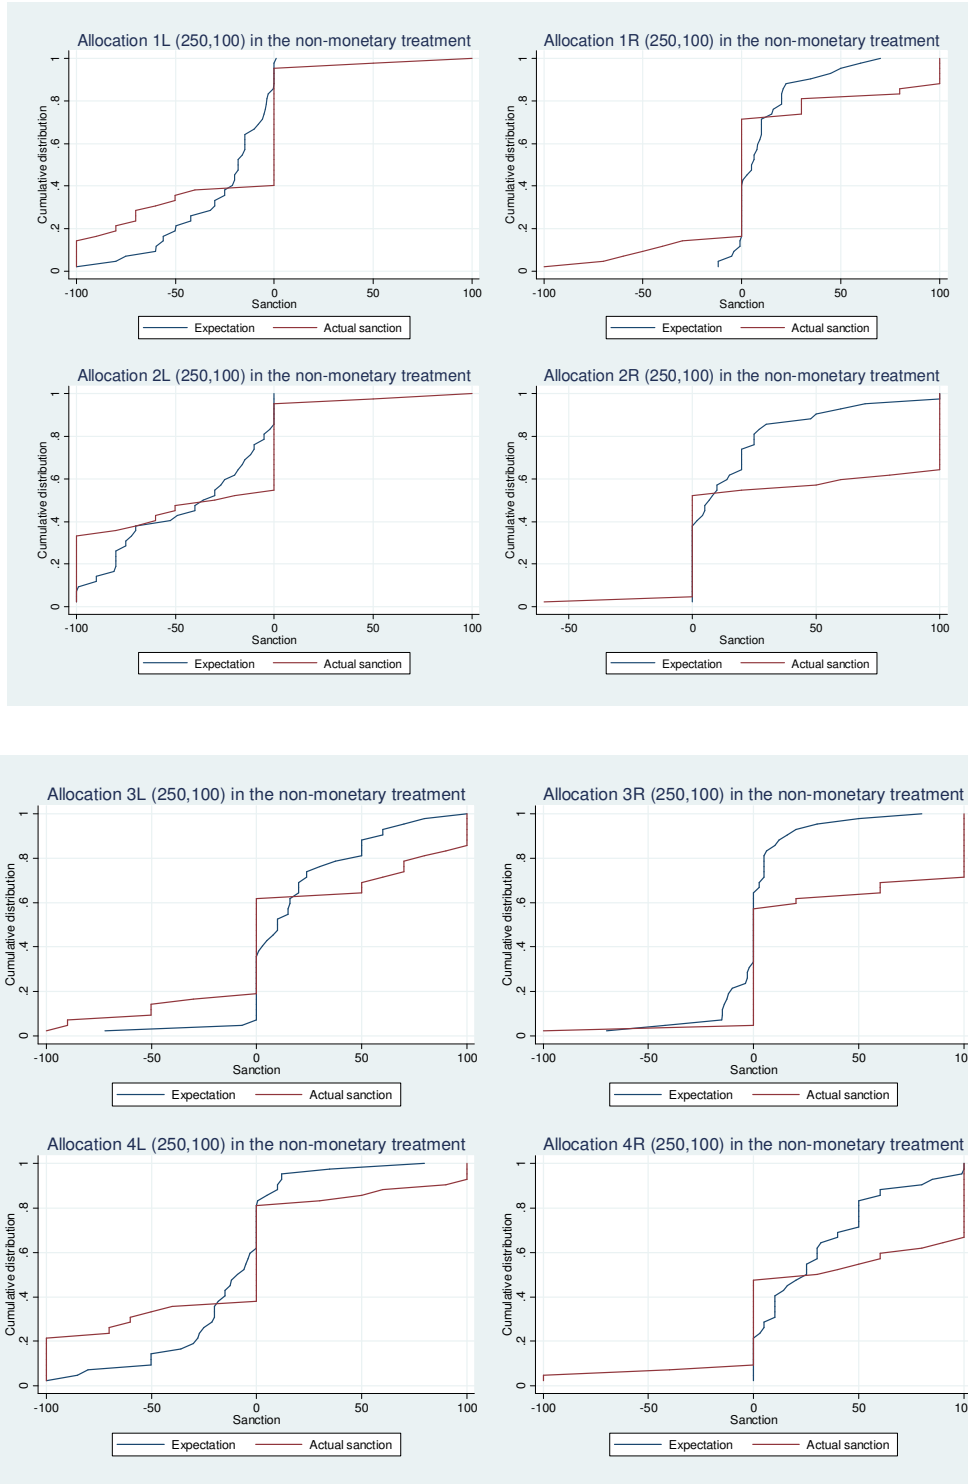 Allocation 1L (250,100) in the non-monetary treatment
Cumulative distribution
0 .2 .4 .6 .8 1
-100 -50 0 50 100
Sanction
Expectation Actual sanction
Allocation 1R (250,100) in the non-monetary treatment
Cumulative distribution
0 .2 .4 .6 .8 1
-100 -50 0 50 100
Sanction
Expectation Actual sanction
Allocation 2L (250,100) in the non-monetary treatment
Cumulative distribution
0 .2 .4 .6 .8 1
-100 -50 0 50 100
Sanction
Expectation Actual sanction
Allocation 2R (250,100) in the non-monetary treatment
Cumulative distribution
0 .2 .4 .6 .8 1
-50 0 50 100
Sanction
Expectation Actual sanction
Allocation 3L (250,100) in the non-monetary treatment
Cumulative distribution
0 .2 .4 .6 .8 1
-100 -50 0 50 100
Sanction
Expectation Actual sanction
Allocation 3R (250,100) in the non-monetary treatment
Cumulative distribution
0 .2 .4 .6 .8 1
-100 -50 0 50 100
Sanction
Expectation Actual sanction
Allocation 4L (250,100) in the non-monetary treatment
Cumulative distribution
0 .2 .4 .6 .8 1
-100 -50 0 50 100
Sanction
Expectation Actual sanction
Allocation 4R (250,100) in the non-monetary treatment
Cumulative distribution
0 .2 .4 .6 .8 1
-100 -50 0 50 100
Sanction
Expectation Actual sanction